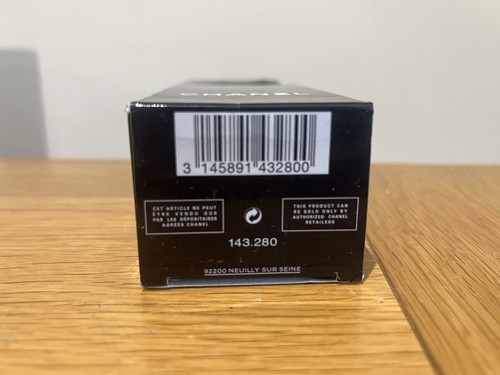 CHANEL
3 145891 432800
CET ARTICLE NE PEUT
ÊTRE VENDU QUE
PAR LES DÉPOSITAIRES
AGRÉÉS CHANEL
THIS PRODUCT CAN
BE SOLD ONLY BY
AUTHORIZED CHANEL
RETAILERS
143.280
92200 NEUILLY SUR SEINE